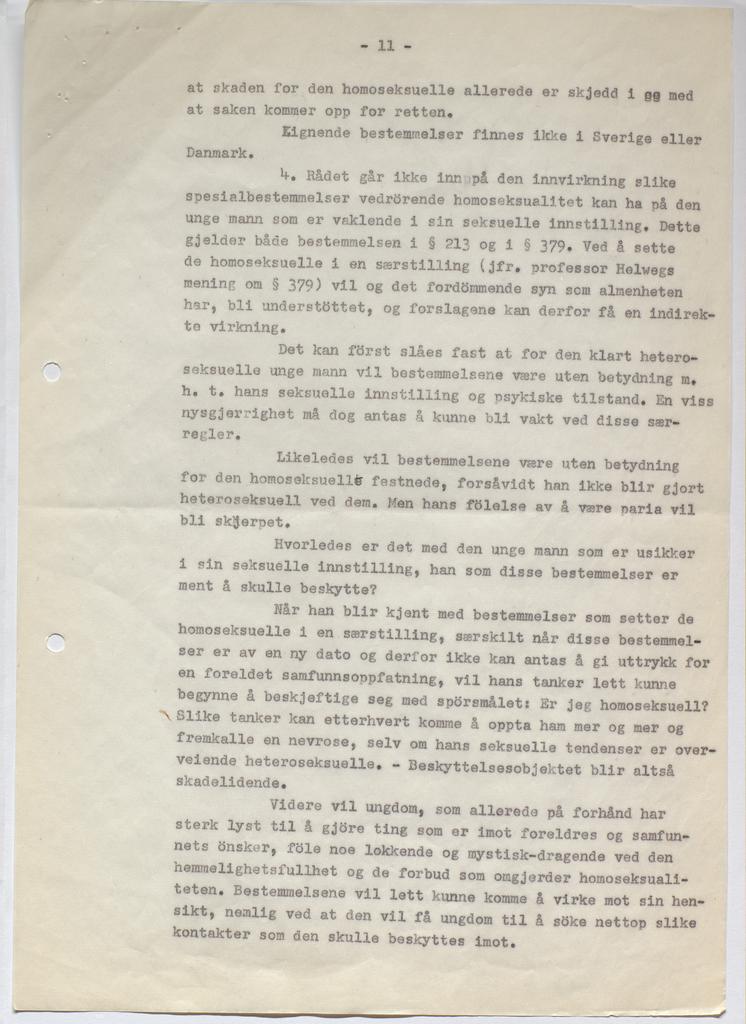 - 11 -
at skaden for den homoseksuelle allerede er skjedd i og med
at saken kommer opp for retten.
Lignende bestemmelser finnes ikke i Sverige eller
Danmark.
4. Rådet går ikke inn på den innvirkning slike
spesialbestemmelser vedrörende homoseksualitet kan ha på den
unge mann som er vaklende i sin seksuelle innstilling. Dette
gjelder både bestemmelsen i § 213 og i § 379. Ved å sette
de homoseksuelle i en særstilling (jfr. professor Helwegs
mening om § 379) vil og det fordömmende syn som almenheten
har, bli understöttet, og forslagene kan derfor få en indirek-
te virkning.
Det kan först slåes fast at for den klart hetero-
seksuelle unge mann vil bestemmelsene være uten betydning m.
h. t. hans seksuelle innstilling og psykiske tilstand. En viss
nysgjerrighet må dog antas å kunne bli vakt ved disse sær-
regler.
Likeledes vil bestemmelsene være uten betydning
for den homoseksuelle festnede, forsåvidt han ikke blir gjort
heteroseksuell ved dem. Men hans fölelse av å være paria vil
bli skjerpet.
Hvorledes er det med den unge mann som er usikker
i sin seksuelle innstilling, han som disse bestemmelser er
ment å skulle beskytte?
Når han blir kjent med bestemmelser som setter de
homoseksuelle i en særstilling, særskilt når disse bestemmel-
ser er av en ny dato og derfor ikke kan antas å gi uttrykk for
en foreldet samfunnsoppfatning, vil hans tanker lett kunne
begynne å beskjeftige seg med spörsmålet: Er jeg homoseksuell?
Slike tanker kan etterhvert komme å oppta ham mer og mer og
fremkalle en nevrose, selv om hans seksuelle tendenser er over-
veiende heteroseksuelle. - Beskyttelsesobjektet blir altså
skadelidende.
Videre vil ungdom, som allerede på forhånd har
sterk lyst til å gjöre ting som er imot foreldres og samfun-
nets önsker, föle noe lokkende og mystisk-dragende ved den
hemmelighetsfullhet og de forbud som omgjerder homoseksuali-
teten. Bestemmelsene vil lett kunne komme å virke mot sin hen-
sikt, nemlig ved at den vil få ungdom til å söke nettop slike
kontakter som den skulle beskyttes imot.